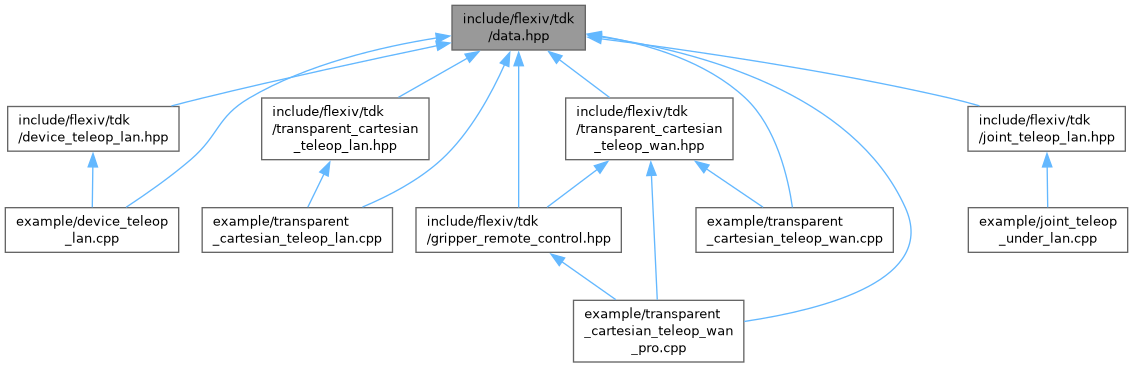 include/flexiv/tdk
/data.hpp
include/flexiv/tdk
/device_teleop_lan.hpp
include/flexiv/tdk
/transparent_cartesian
_teleop_lan.hpp
include/flexiv/tdk
/transparent_cartesian
_teleop_wan.hpp
include/flexiv/tdk
/joint_teleop_lan.hpp
example/device_teleop
_lan.cpp
example/transparent
_cartesian_teleop_lan.cpp
include/flexiv/tdk
/gripper_remote_control.hpp
example/transparent
_cartesian_teleop_wan.cpp
example/joint_teleop
_under_lan.cpp
example/transparent
_cartesian_teleop_wan
_pro.cpp